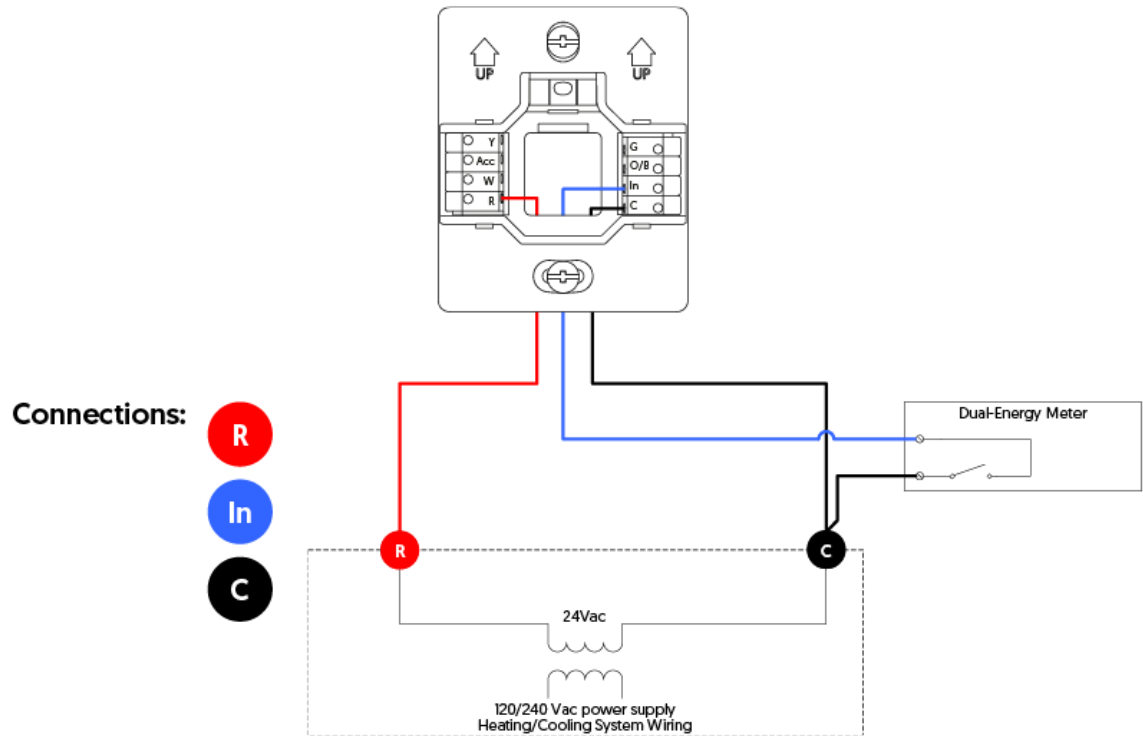 UP
UP
Y
Acc
W
R
G
O/B
In
C
Connections:
R
In
C
Dual-Energy Meter
R
C
24Vac
120/240 Vac power supply
Heating/Cooling System Wiring